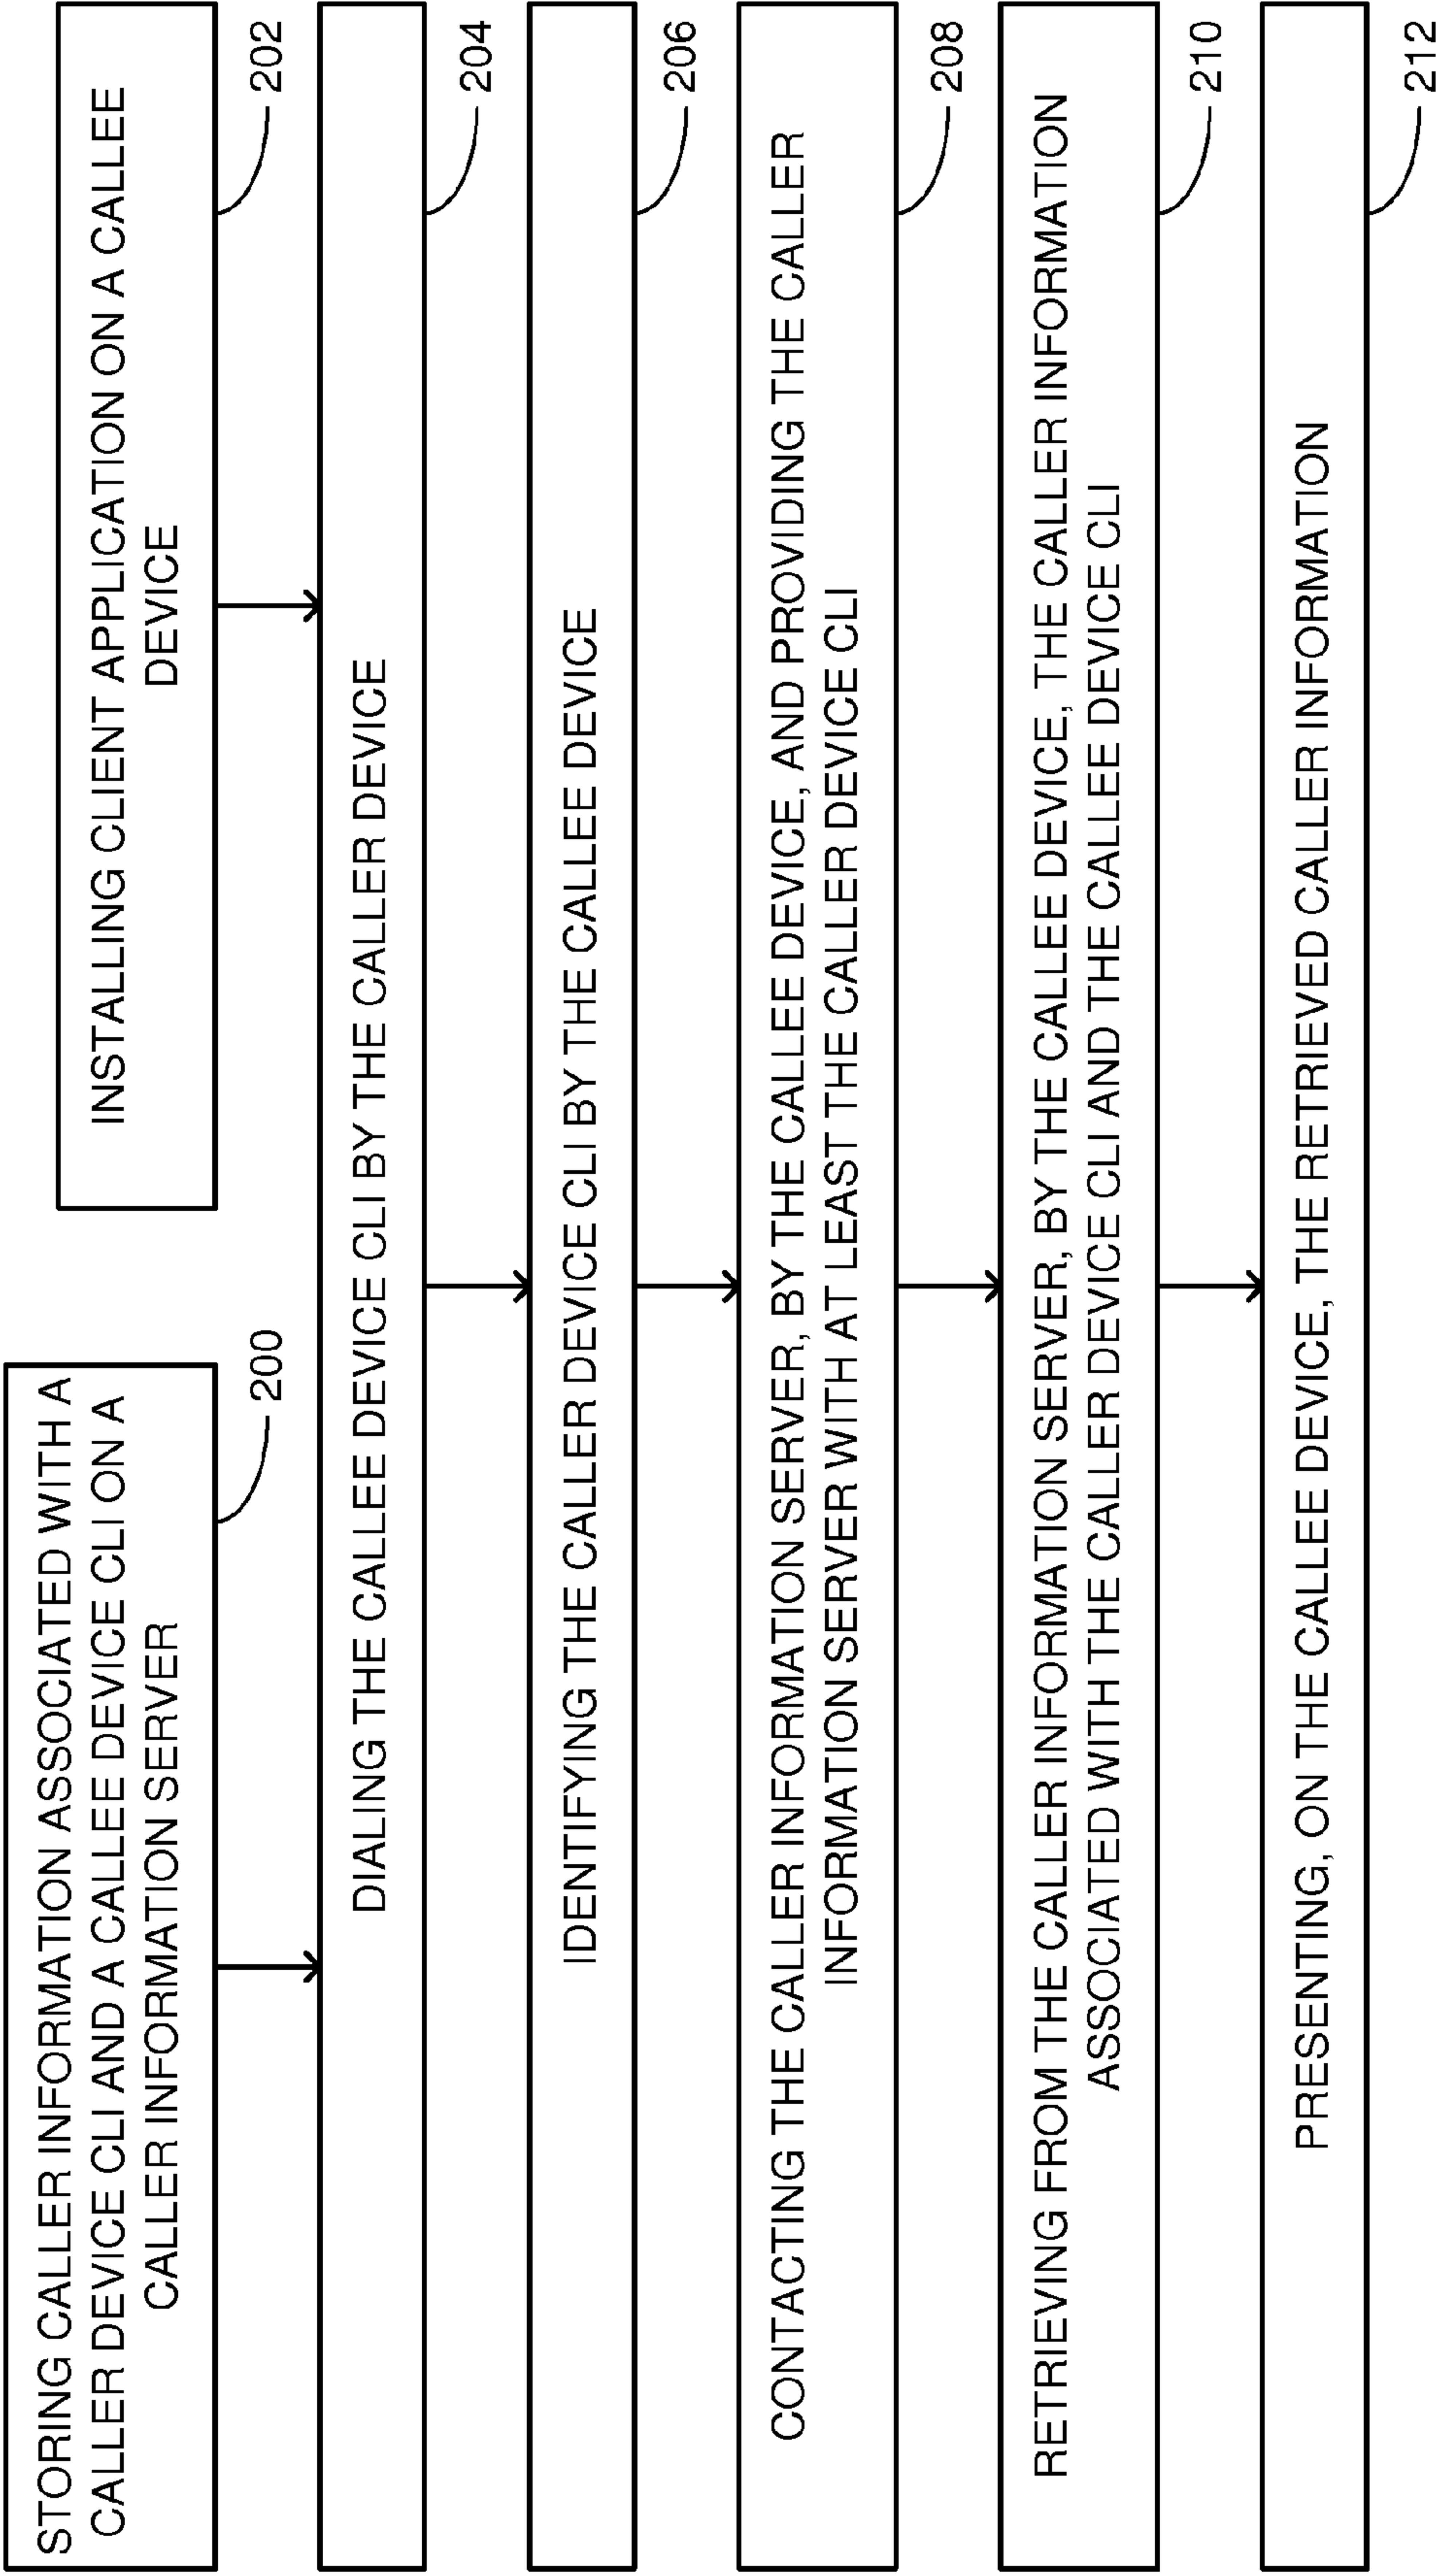 STORING CALLER INFORMATION ASSOCIATED WITH A
CALLER DEVICE CLI AND A CALLEE DEVICE CLI ON A
CALLER INFORMATION SERVER
200
INSTALLING CLIENT APPLICATION ON A CALLEE
DEVICE
202
DIALING THE CALLEE DEVICE CLI BY THE CALLER DEVICE
204
IDENTIFYING THE CALLER DEVICE CLI BY THE CALLEE DEVICE
206
CONTACTING THE CALLER INFORMATION SERVER, BY THE CALLEE DEVICE, AND PROVIDING THE CALLER
INFORMATION SERVER WITH AT LEAST THE CALLER DEVICE CLI
208
RETRIEVING FROM THE CALLER INFORMATION SERVER, BY THE CALLEE DEVICE, THE CALLER INFORMATION
ASSOCIATED WITH THE CALLER DEVICE CLI AND THE CALLEE DEVICE CLI
210
PRESENTING, ON THE CALLEE DEVICE, THE RETRIEVED CALLER INFORMATION
212